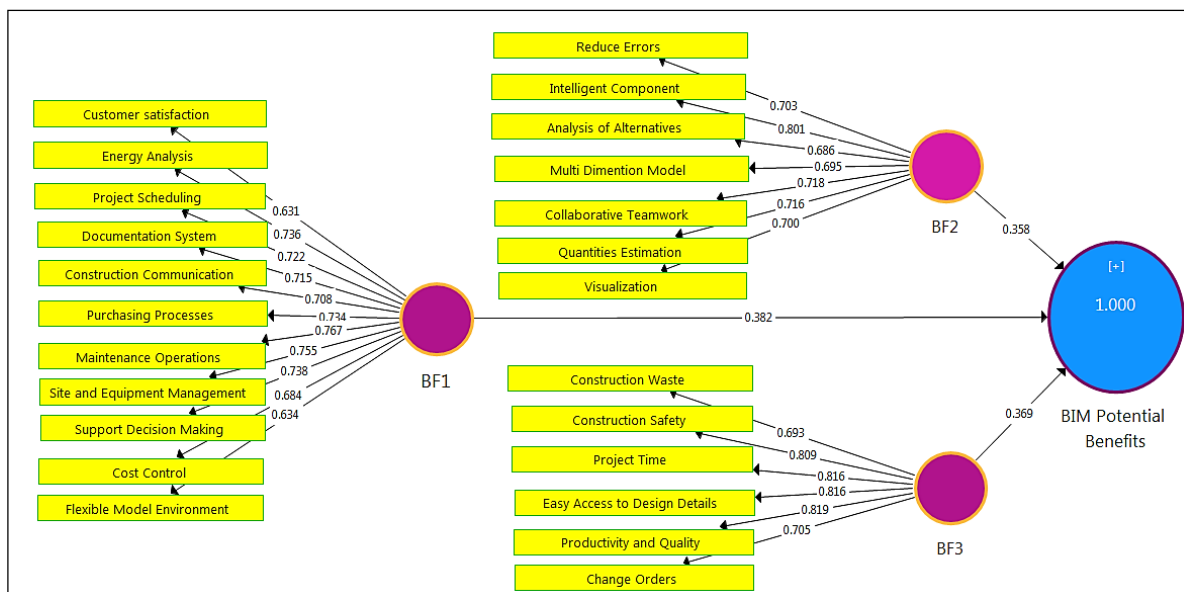 Customer satisfaction
Energy Analysis
Project Scheduling
Documentation System
Construction Communication
Purchasing Processes
Maintenance Operations
Site and Equipment Management
Support Decision Making
Cost Control
Flexible Model Environment
0.631
0.736
0.722
0.715
0.708
0.734
0.767
0.755
0.738
0.684
0.634
BF1
Reduce Errors
Intelligent Component
Analysis of Alternatives
Multi Dimention Model
Collaborative Teamwork
Quantities Estimation
Visualization
0.703
0.801
0.686
0.695
0.718
0.716
0.700
BF2
0.358
0.382
Construction Waste
Construction Safety
Project Time
Easy Access to Design Details
Productivity and Quality
Change Orders
0.693
0.809
0.816
0.816
0.819
0.705
BF3
0.369
[+]
1.000
BIM Potential
Benefits